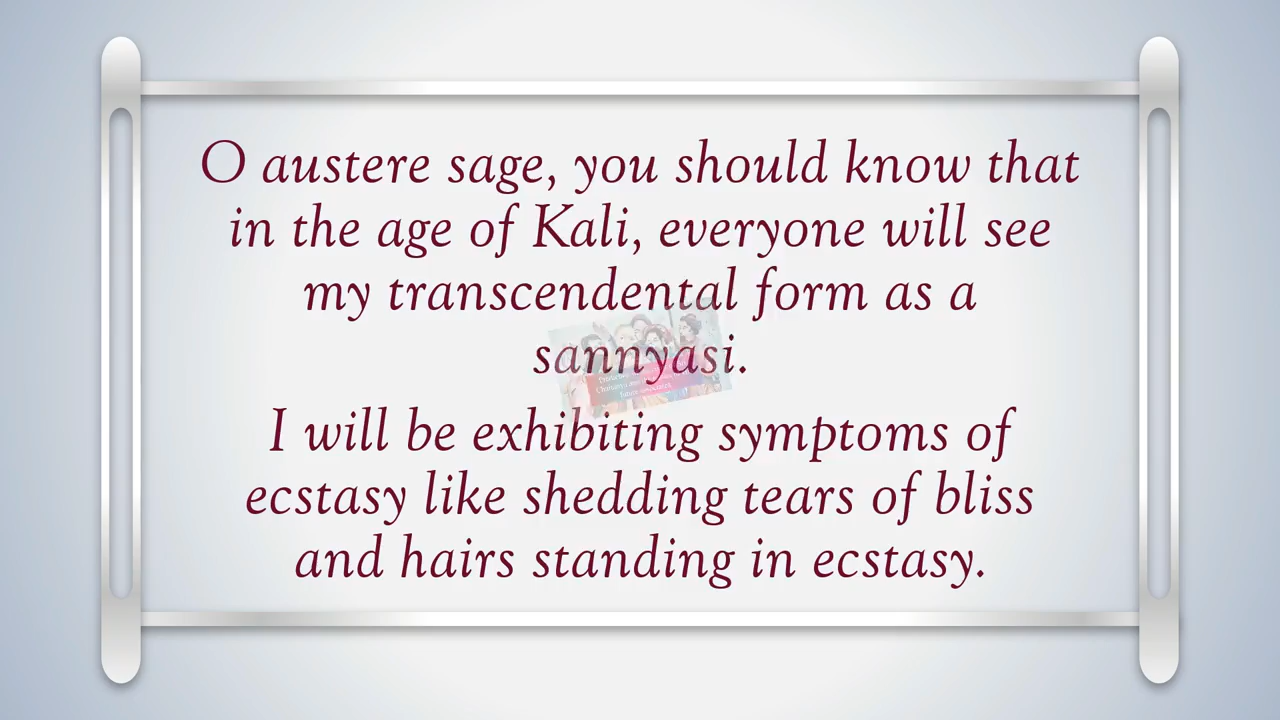 O austere sage, you should know that
in the age of Kali, everyone will see
my transcendental form as a
sannyasi.
I will be exhibiting symptoms of
ecstasy like shedding tears of bliss
and hairs standing in ecstasy.